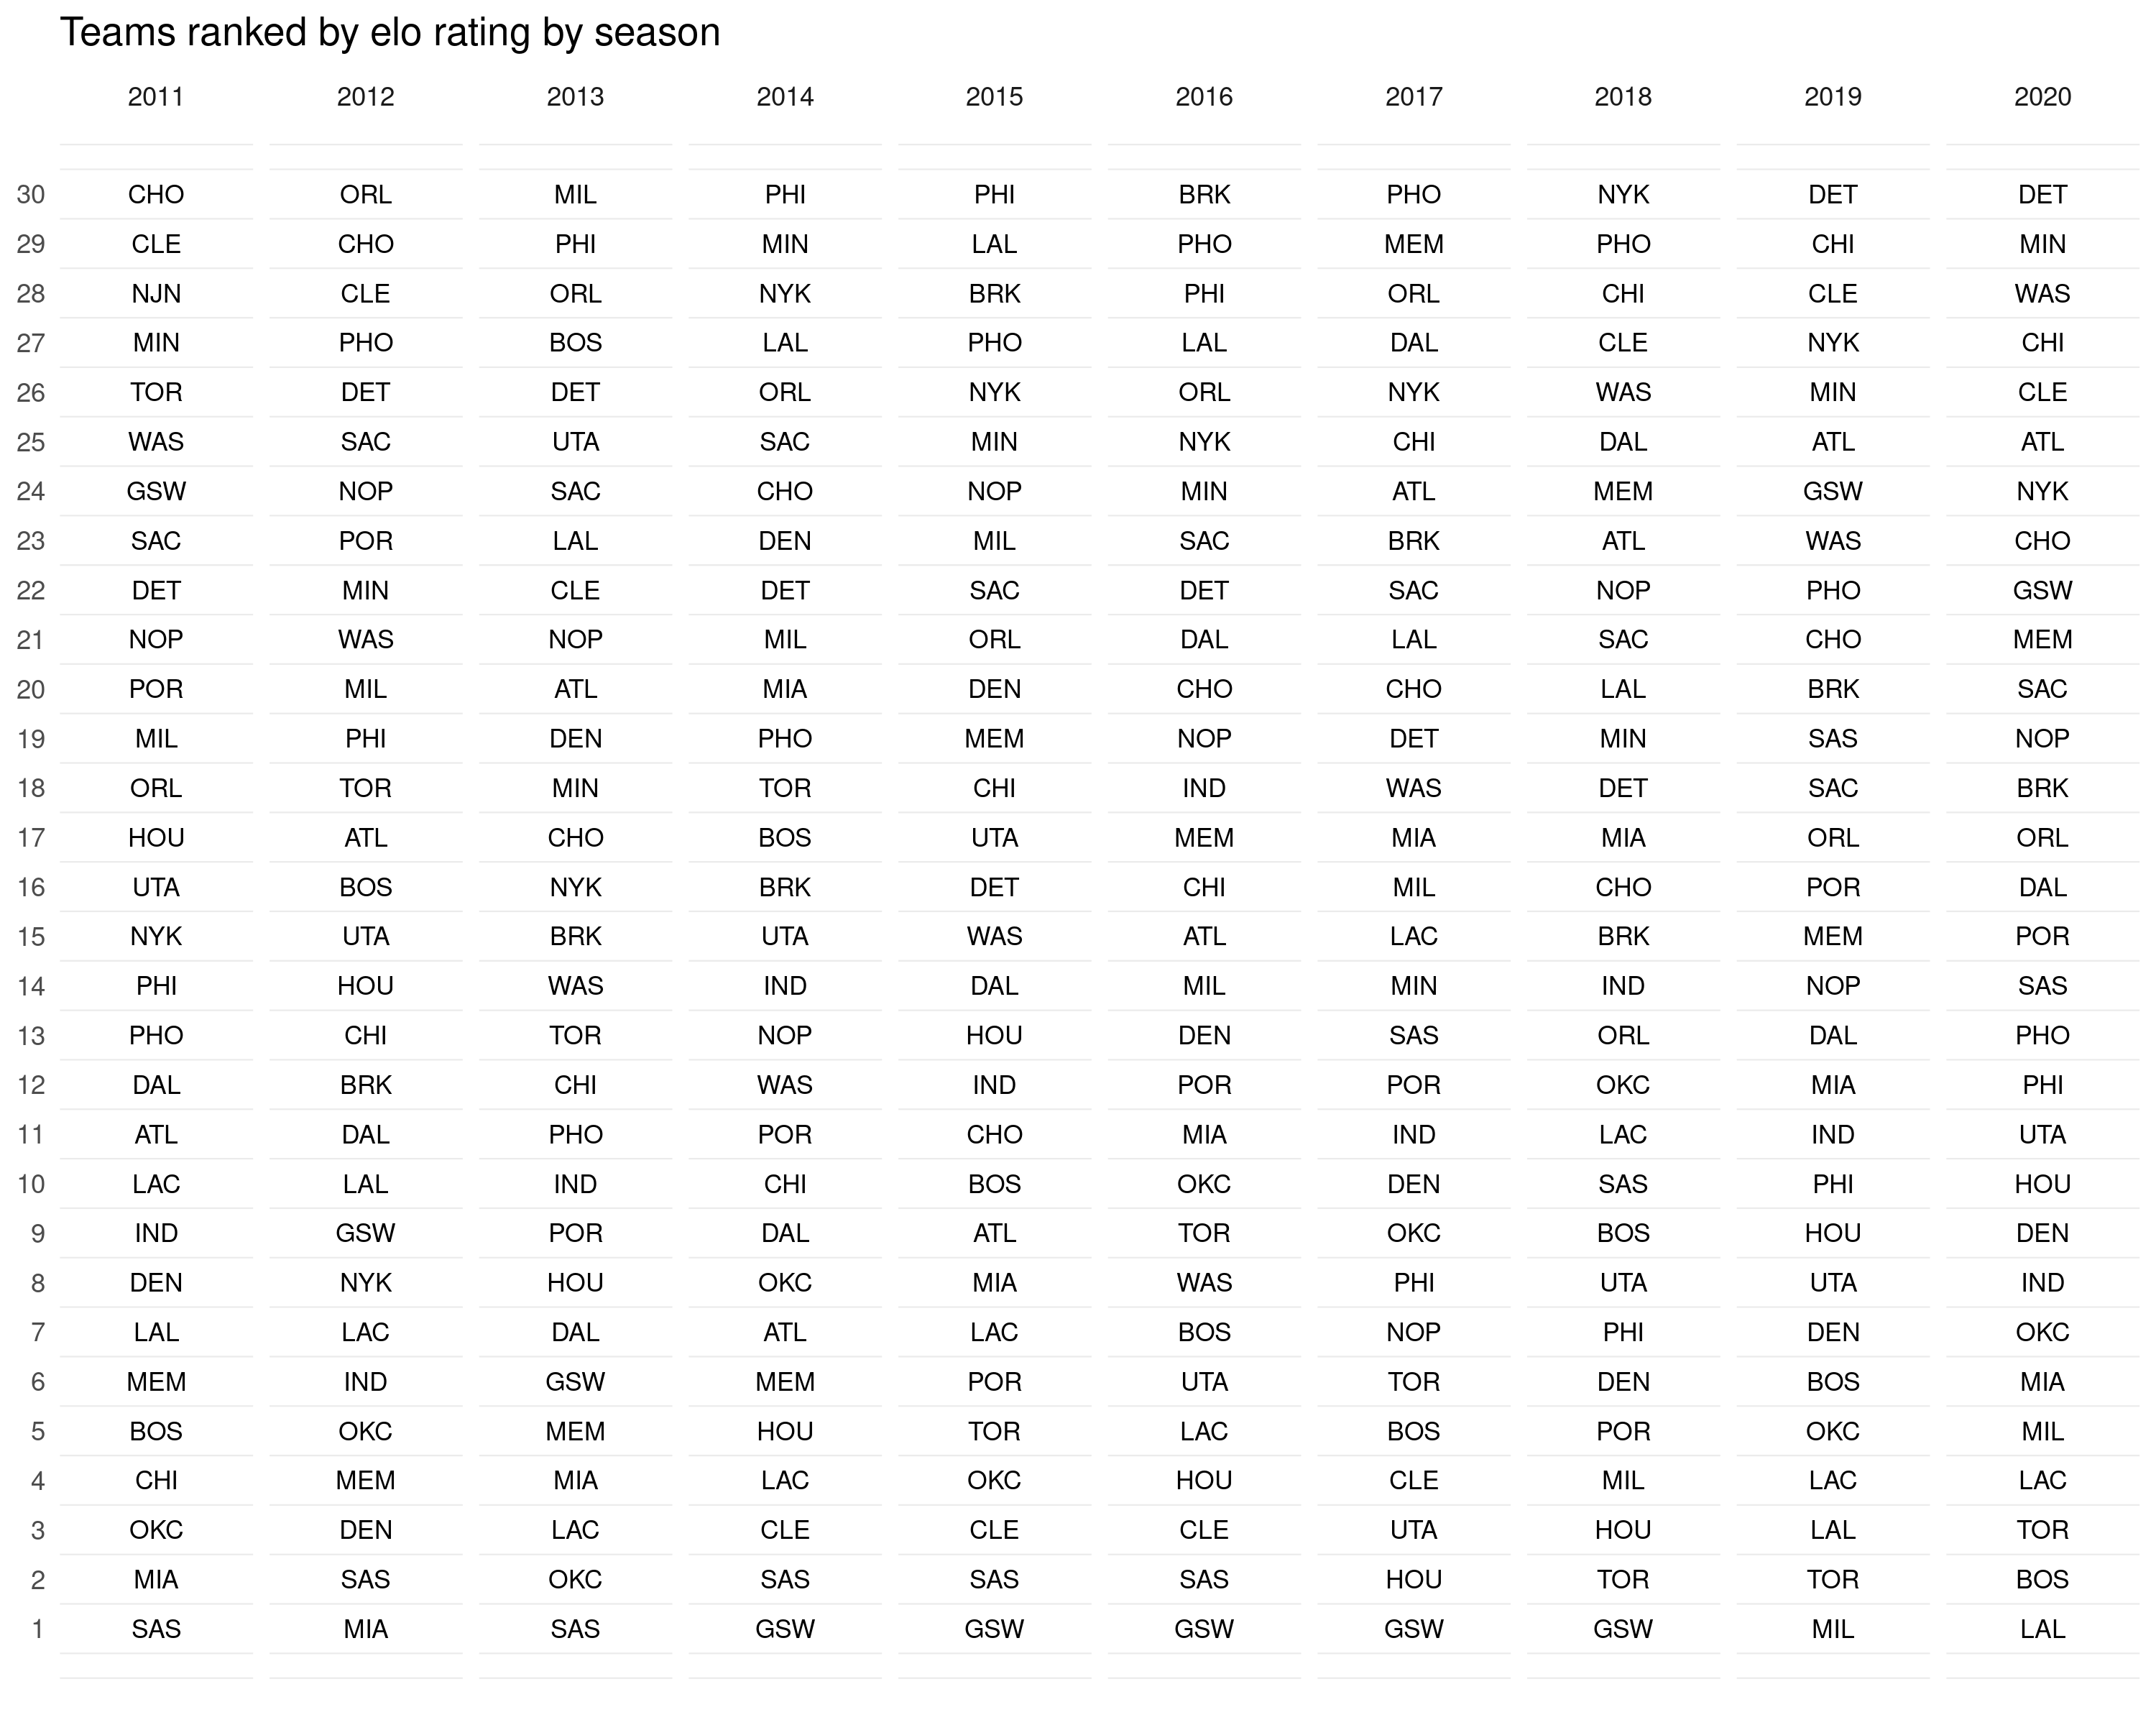 Teams ranked by elo rating by season
2011 2012 2013 2014 2015 2016 2017 2018 2019 2020
30 CHO ORL MIL PHI PHI BRK PHO NYK DET DET
29 CLE CHO PHI MIN LAL PHO MEM PHO CHI MIN
28 NJN CLE ORL NYK BRK PHI ORL CHI CLE WAS
27 MIN PHO BOS LAL PHO LAL DAL CLE NYK CHI
26 TOR DET DET ORL NYK ORL NYK WAS MIN CLE
25 WAS SAC UTA SAC MIN NYK CHI DAL ATL ATL
24 GSW NOP SAC CHO NOP MIN ATL MEM GSW NYK
23 SAC POR LAL DEN MIL SAC BRK ATL WAS CHO
22 DET MIN CLE DET SAC DET SAC NOP PHO GSW
21 NOP WAS NOP MIL ORL DAL LAL SAC CHO MEM
20 POR MIL ATL MIA DEN CHO CHO LAL BRK SAC
19 MIL PHI DEN PHO MEM NOP DET MIN SAS NOP
18 ORL TOR MIN TOR CHI IND WAS DET SAC BRK
17 HOU ATL CHO BOS UTA MEM MIA MIA ORL ORL
16 UTA BOS NYK BRK DET CHI MIL CHO POR DAL
15 NYK UTA BRK UTA WAS ATL LAC BRK MEM POR
14 PHI HOU WAS IND DAL MIL MIN IND NOP SAS
13 PHO CHI TOR NOP HOU DEN SAS ORL DAL PHO
12 DAL BRK CHI WAS IND POR POR OKC MIA PHI
11 ATL DAL PHO POR CHO MIA IND LAC IND UTA
10 LAC LAL IND CHI BOS OKC DEN SAS PHI HOU
9 IND GSW POR DAL ATL TOR OKC BOS HOU DEN
8 DEN NYK HOU OKC MIA WAS PHI UTA UTA IND
7 LAL LAC DAL ATL LAC BOS NOP PHI DEN OKC
6 MEM IND GSW MEM POR UTA TOR DEN BOS MIA
5 BOS OKC MEM HOU TOR LAC BOS POR OKC MIL
4 CHI MEM MIA LAC OKC HOU CLE MIL LAC LAC
3 OKC DEN LAC CLE CLE CLE UTA HOU LAL TOR
2 MIA SAS OKC SAS SAS SAS HOU TOR TOR BOS
1 SAS MIA SAS GSW GSW GSW GSW GSW MIL LAL